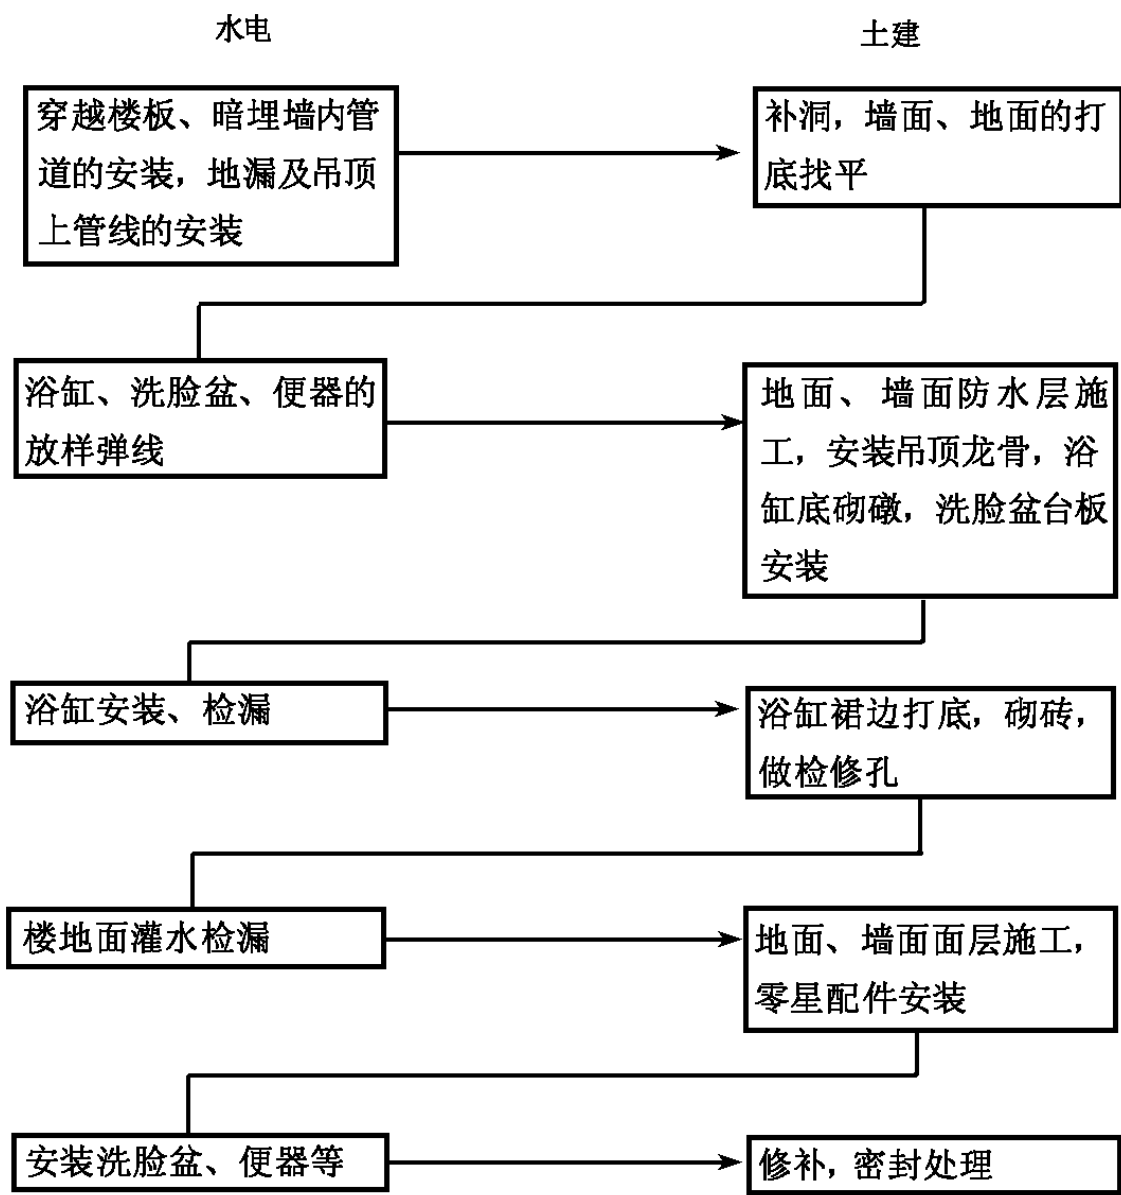 水电
土建
穿越楼板、暗埋墙内管
道的安装，地漏及吊顶
上管线的安装
补洞，墙面、地面的打
底找平
浴缸、洗脸盆、便器的
放样弹线
地面、墙面防水层施
工，安装吊顶龙骨，浴
缸底砌礅，洗脸盆台板
安装
浴缸安装、检漏
浴缸裙边打底，砌砖，
做检修孔
楼地面灌水检漏
地面、墙面面层施工，
零星配件安装
安装洗脸盆、便器等
修补，密封处理